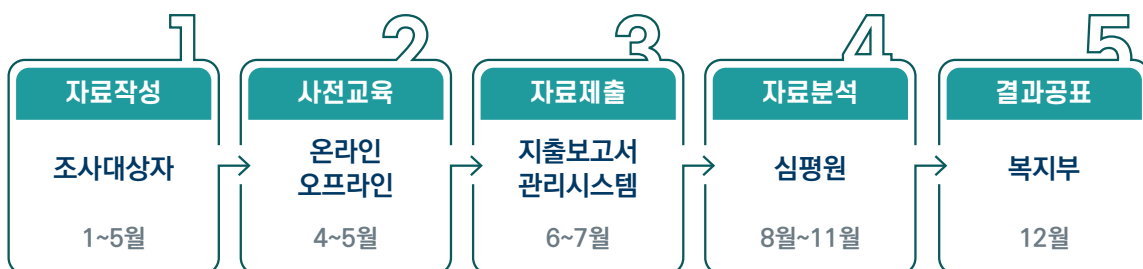 1
자료작성
조사대상자
1~5월
2
사전교육
온라인
오프라인
4~5월
3
자료제출
지출보고서
관리시스템
6~7월
4
자료분석
심평원
8월~11월
5
결과공표
복지부
12월